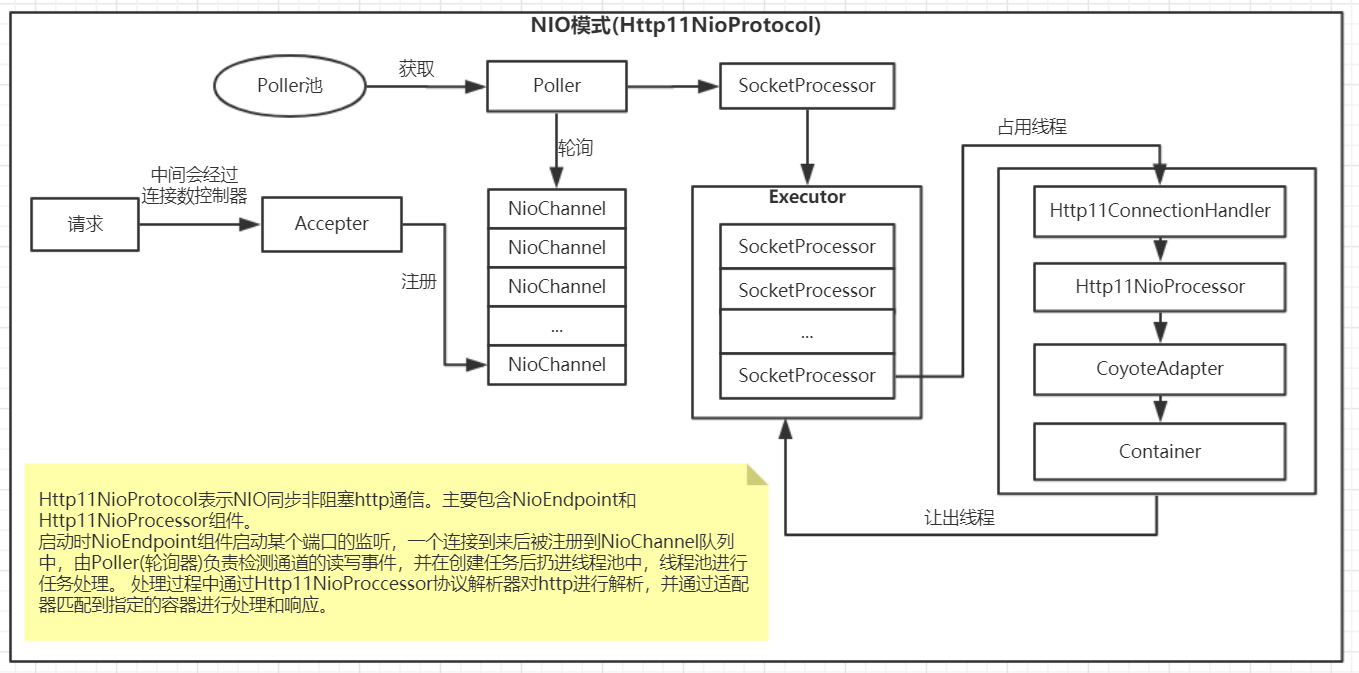 NIO模式(Http11NioProtocol)
Poller池
获取
Poller
SocketProcessor
轮询
占用线程
中间会经过
连接数控制器
请求
Accepter
注册
NioChannel
NioChannel
NioChannel
...
NioChannel
Executor
SocketProcessor
SocketProcessor
...
SocketProcessor
Http11ConnectionHandler
Http11NioProcessor
CoyoteAdapter
Container
让出线程
Http11NioProtocol表示NIO同步非阻塞http通信。主要包含NioEndpoint和
Http11NioProcessor组件。
启动时NioEndpoint组件启动某个端口的监听，一个连接到来后被注册到NioChannel队列
中，由Poller(轮询器)负责检测通道的读写事件，并在创建任务后扔进线程池中，线程池进行
任务处理。 处理过程中通过Http11NioProccessor协议解析器对http进行解析，并通过适配
器匹配到指定的容器进行处理和响应。